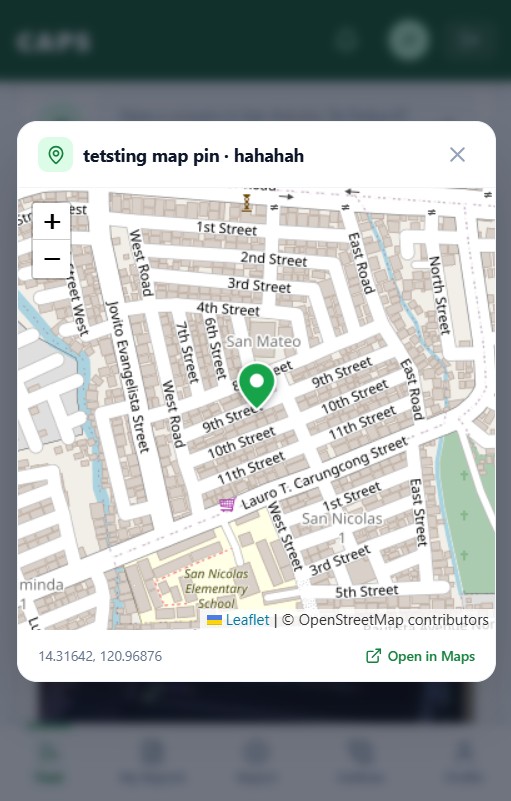 CAPS
tetsting map pin · hahahah
+
−
1st Street
2nd Street
3rd Street
4th Street
West Road
East Road
North Street
Jovito Evangelista Street
7th Street
6th Street
San Mateo
West Road
9th Street
9th Street
10th Street
10th Street
11th Street
11th Street
East Road
Lauro T. Carungcong Street
1st Street
West Street
East Street
San Nicolas
1
3rd Street
5th Street
San Nicolas
Elementary
School
minda
Leaflet | © OpenStreetMap contributors
14.31642, 120.96876
Open in Maps